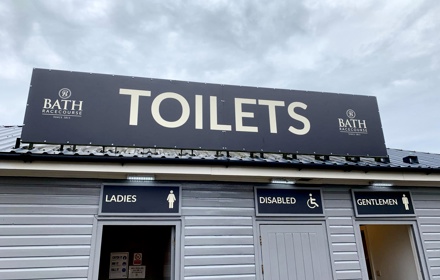 BATH
RACECOURSE
TOILETS
BATH
RACECOURSE
LADIES
DISABLED
GENTLEMEN